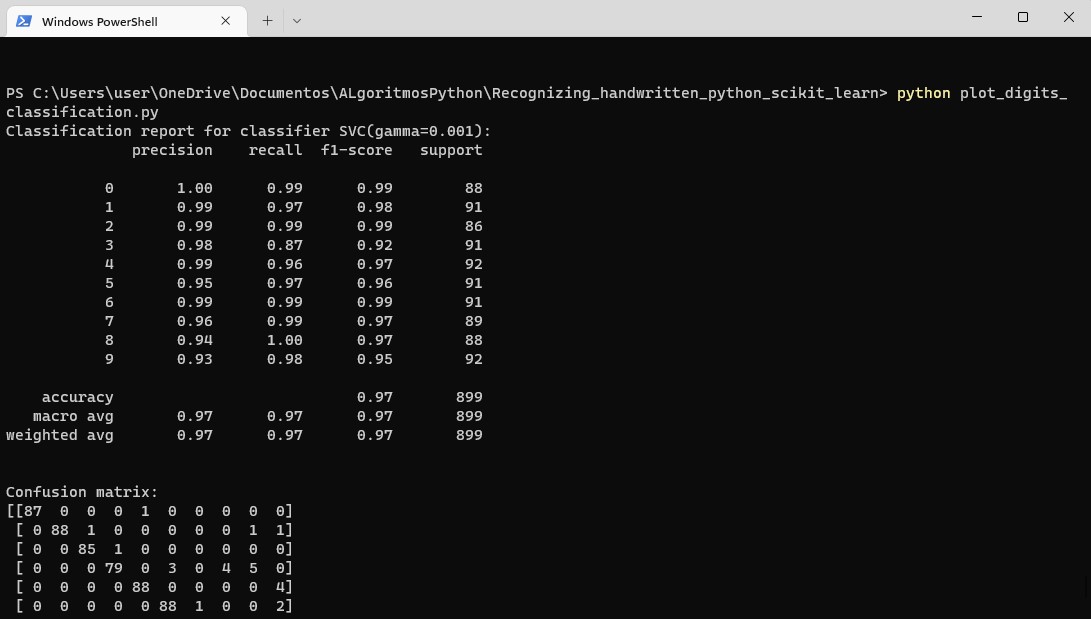 Windows PowerShell
PS C:\Users\user\OneDrive\Documentos\ALgoritmosPython\Recognizing_handwritten_python_scikit_learn> python plot_digits_
classification.py
Classification report for classifier SVC(gamma=0.001):
              precision    recall  f1-score   support

           0       1.00      0.99      0.99        88
           1       0.99      0.97      0.98        91
           2       0.99      0.99      0.99        86
           3       0.98      0.87      0.92        91
           4       0.99      0.96      0.97        92
           5       0.95      0.97      0.96        91
           6       0.99      0.99      0.99        91
           7       0.96      0.99      0.97        89
           8       0.94      1.00      0.97        88
           9       0.93      0.98      0.95        92

    accuracy                           0.97       899
   macro avg       0.97      0.97      0.97       899
weighted avg       0.97      0.97      0.97       899

Confusion matrix:
[[87  0  0  0  1  0  0  0  0  0]
 [ 0 88  1  0  0  0  0  0  1  1]
 [ 0  0 85  1  0  0  0  0  0  0]
 [ 0  0  0 79  0  3  0  4  5  0]
 [ 0  0  0  0 88  0  0  0  0  4]
 [ 0  0  0  0  0 88  1  0  0  2]